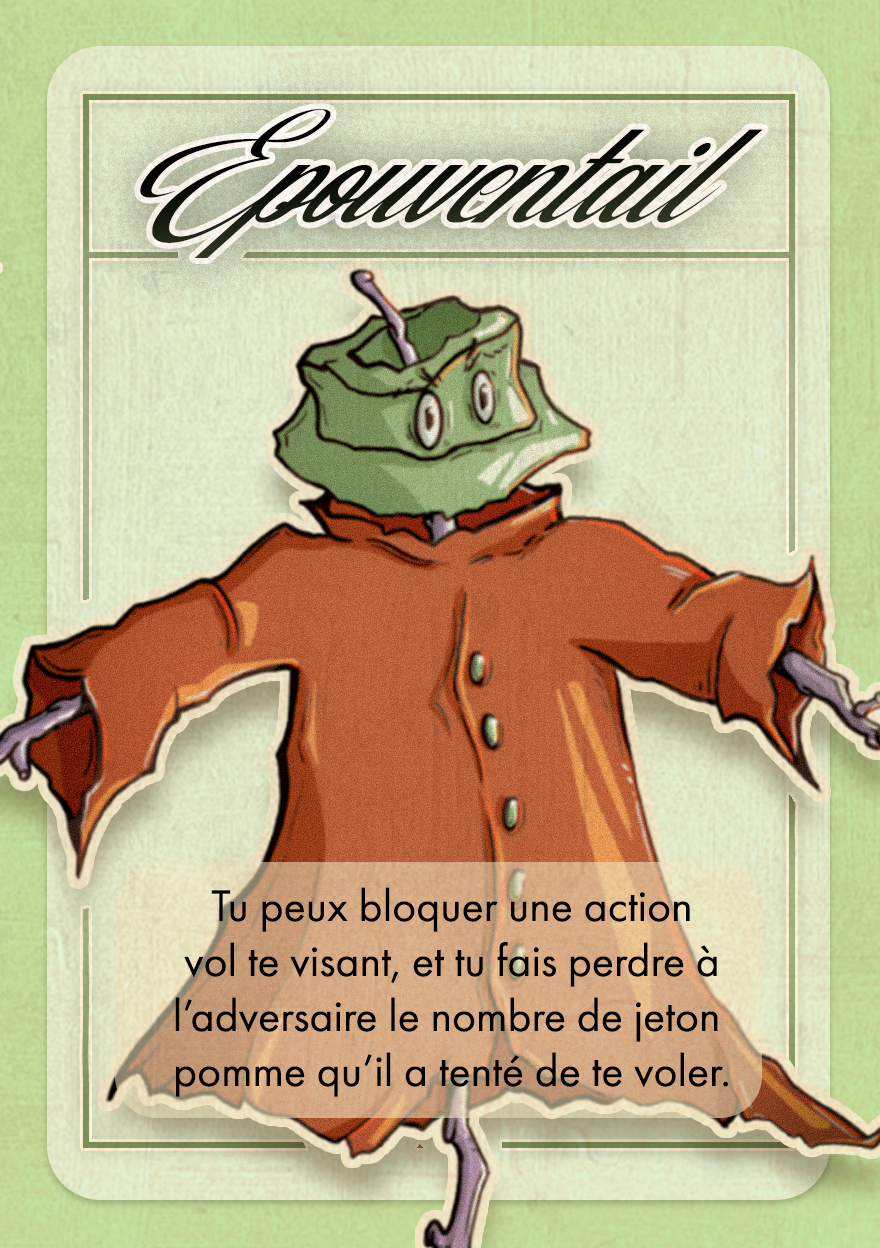 Epouventail
Tu peux bloquer une action
vol te visant, et tu fais perdre à
l’adversaire le nombre de jeton
pomme qu’il a tenté de te voler.